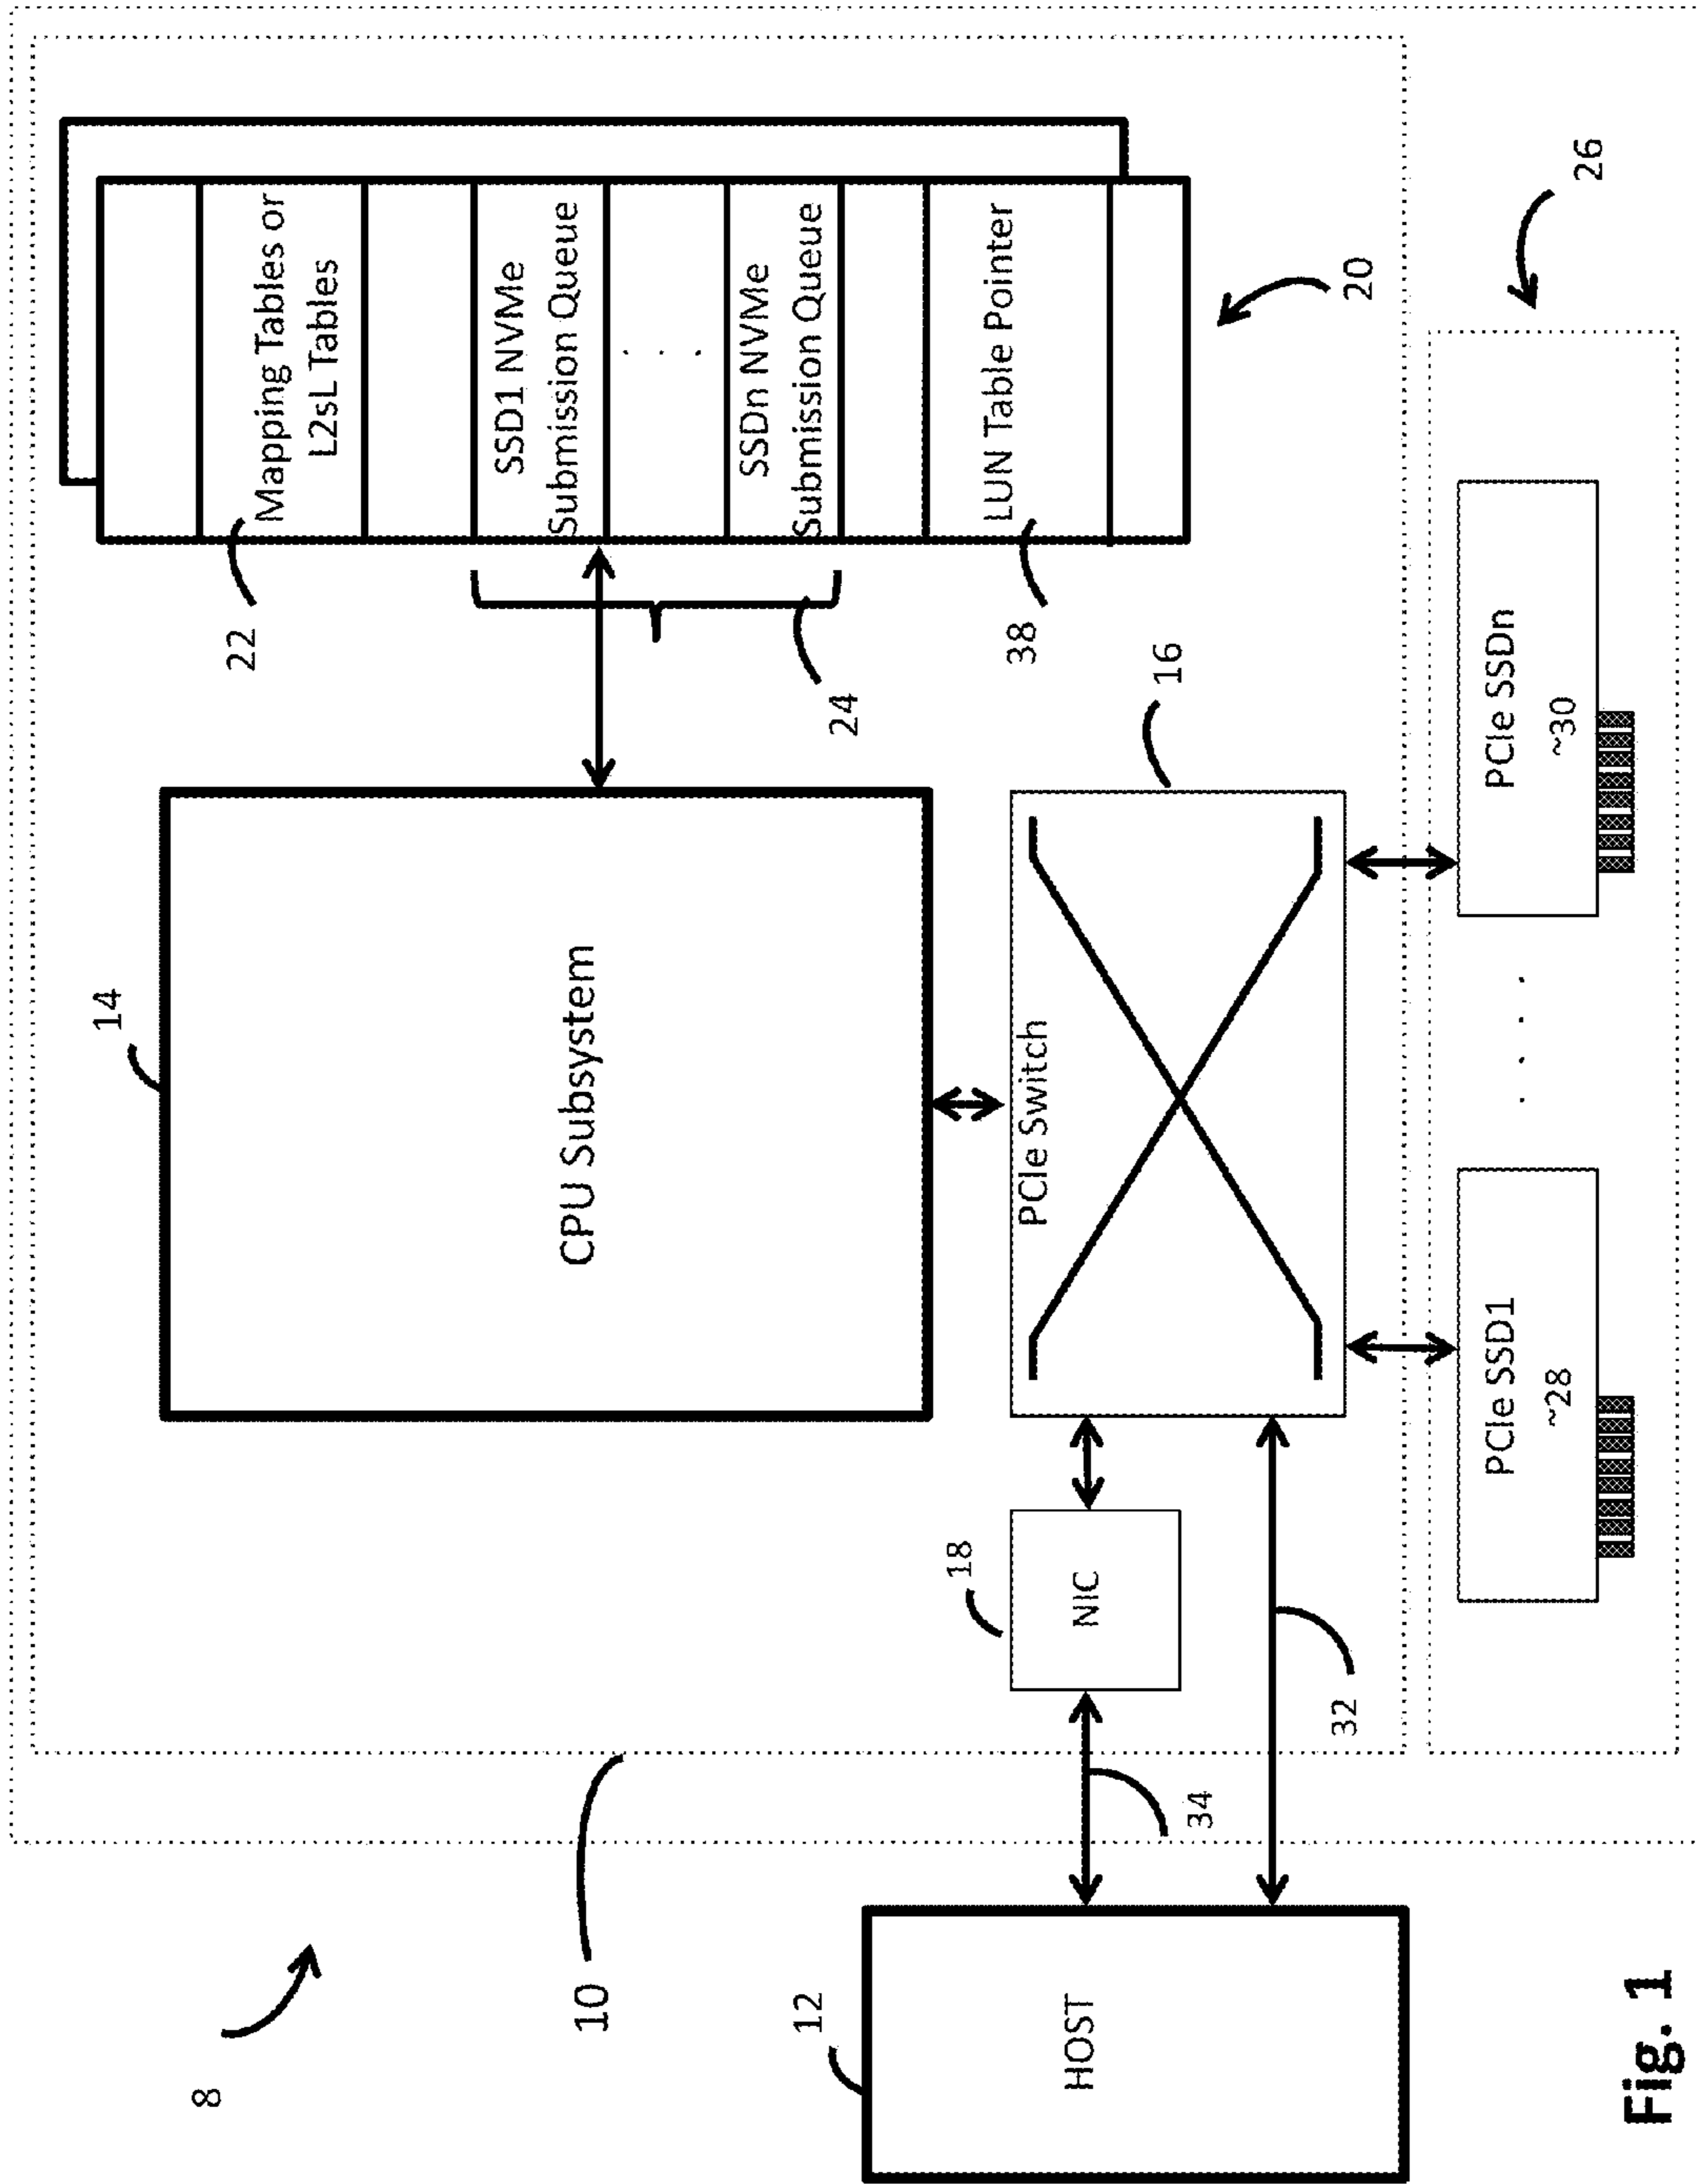 8
10
12
HOST
34
32
18
NIC
14
CPU Subsystem
PCIe Switch
16
22
Mapping Tables or
L2sL Tables
SSD1 NVMe
Submission Queue
. . . .
SSDn NVMe
Submission Queue
24
LUN Table Pointer
38
20
26
PCIe SSD1
~28
. . . .
PCIe SSDn
~30
Fig. 1